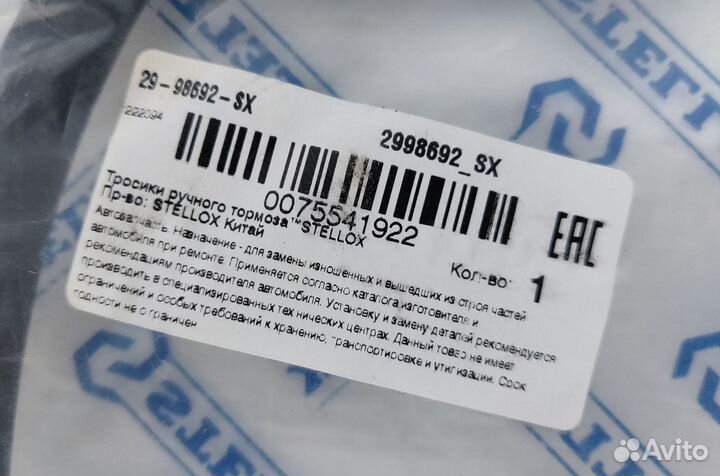 29-98692-SX
222094
2998692_SX
0075541922
Тросики ручного тормоза ™STELLOX
Пр-во: STELLOX Китай
Кол-во: 1
EAC
Автозапчасть. Назначение - для замены изношенных и вышедших из строя частей
автомобиля при ремонте. Применяется согласно каталога изготовителя и
рекомендациям производителя автомобиля. Установку и замену деталей рекомендуется
производить в специализированных технических центрах. Данный товар не имеет
ограничений и особых требований к хранению, транспортировке и утилизации. Срок
годности не ограничен
STELLOX
Avito